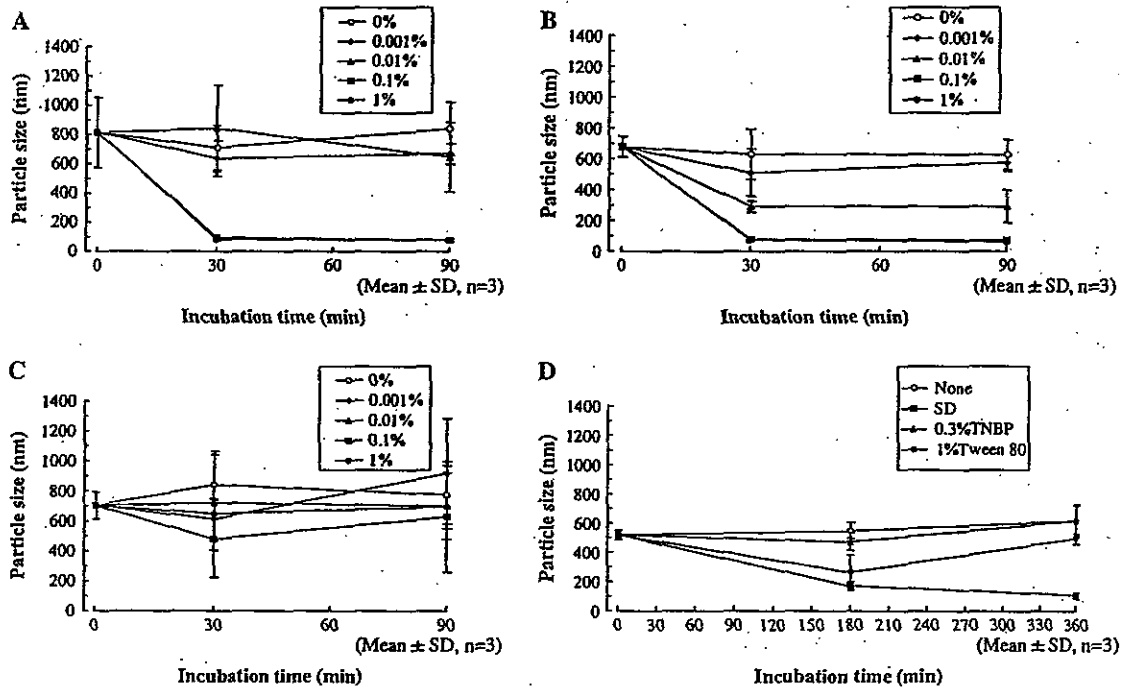 A
0%
0.001%
0.01%
0.1%
1%
Particle size (nm)
1400
1200
1000
800
600
400
200
0
0 30 60 90
(Mean ± SD, n=3)
Incubation time (min)
B
0%
0.001%
0.01%
0.1%
1%
Particle size (nm)
1400
1200
1000
800
600
400
200
0
0 30 60 90
(Mean ± SD, n=3)
Incubation time (min)
C
0%
0.001%
0.01%
0.1%
1%
Particle size (nm)
1400
1200
1000
800
600
400
200
0
0 30 60 90
(Mean ± SD, n=3)
Incubation time (min)
D
None
SD
0.3%TNBP
1%Tween 80
Particle size (nm)
1400
1200
1000
800
600
400
200
0
0 30 60 90 120 150 180 210 240 270 300 330 360
(Mean ± SD, n=3)
Incubation time (min)